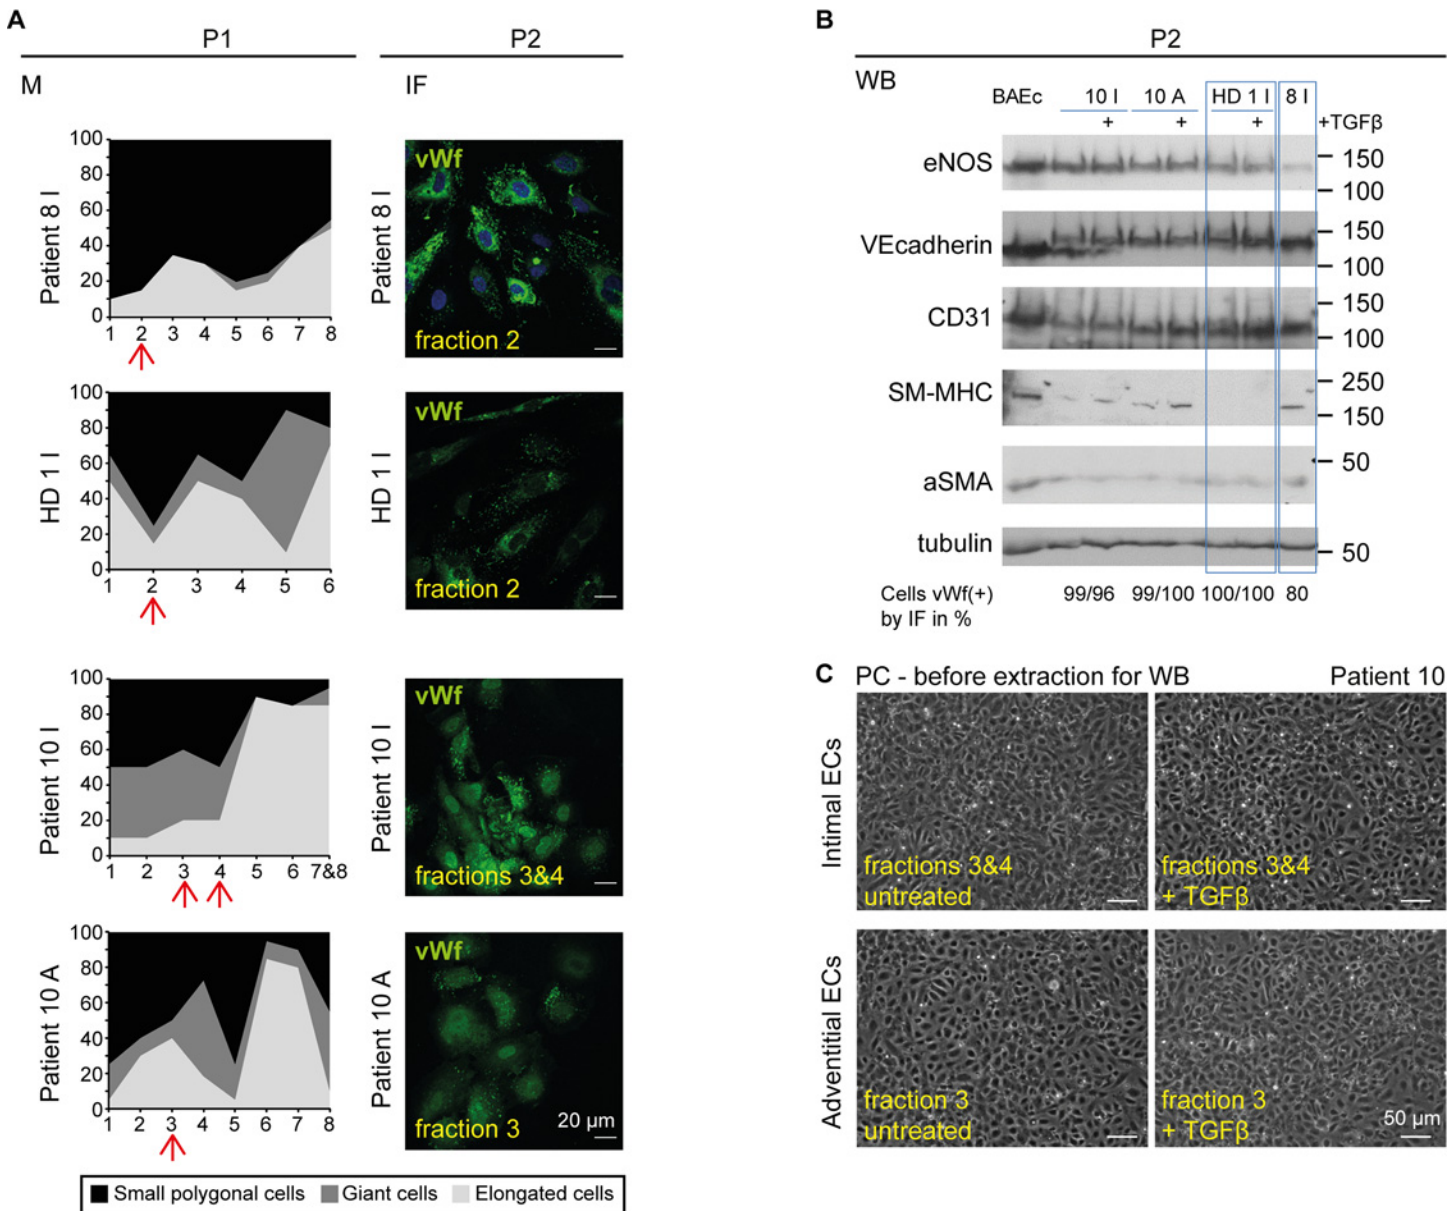 A
P1
P2
M
IF
Patient 8 I
100
80
60
40
20
0
1 2 3 4 5 6 7 8
Patient 8 I
vWf
fraction 2
HD 1 I
100
80
60
40
20
0
1 2 3 4 5 6
HD 1 I
vWf
fraction 2
Patient 10 I
100
80
60
40
20
0
1 2 3 4 5 6 7&8
Patient 10 I
vWf
fractions 3&4
Patient 10 A
100
80
60
40
20
0
1 2 3 4 5 6 7 8
Patient 10 A
vWf
fraction 3
20 µm
Small polygonal cells Giant cells Elongated cells
B
P2
WB
BAEc 10 I 10 A HD 1 I 8 I
+ + + +TGFβ
eNOS
150
100
VEcadherin
150
100
CD31
150
100
SM-MHC
250
150
aSMA
50
tubulin
50
Cells vWf(+) 99/96 99/100 100/100 80
by IF in %
C PC - before extraction for WB Patient 10
Intimal ECs
fractions 3&4
untreated
fractions 3&4
+ TGFβ
Adventitial ECs
fraction 3
untreated
fraction 3
+ TGFβ
50 µm